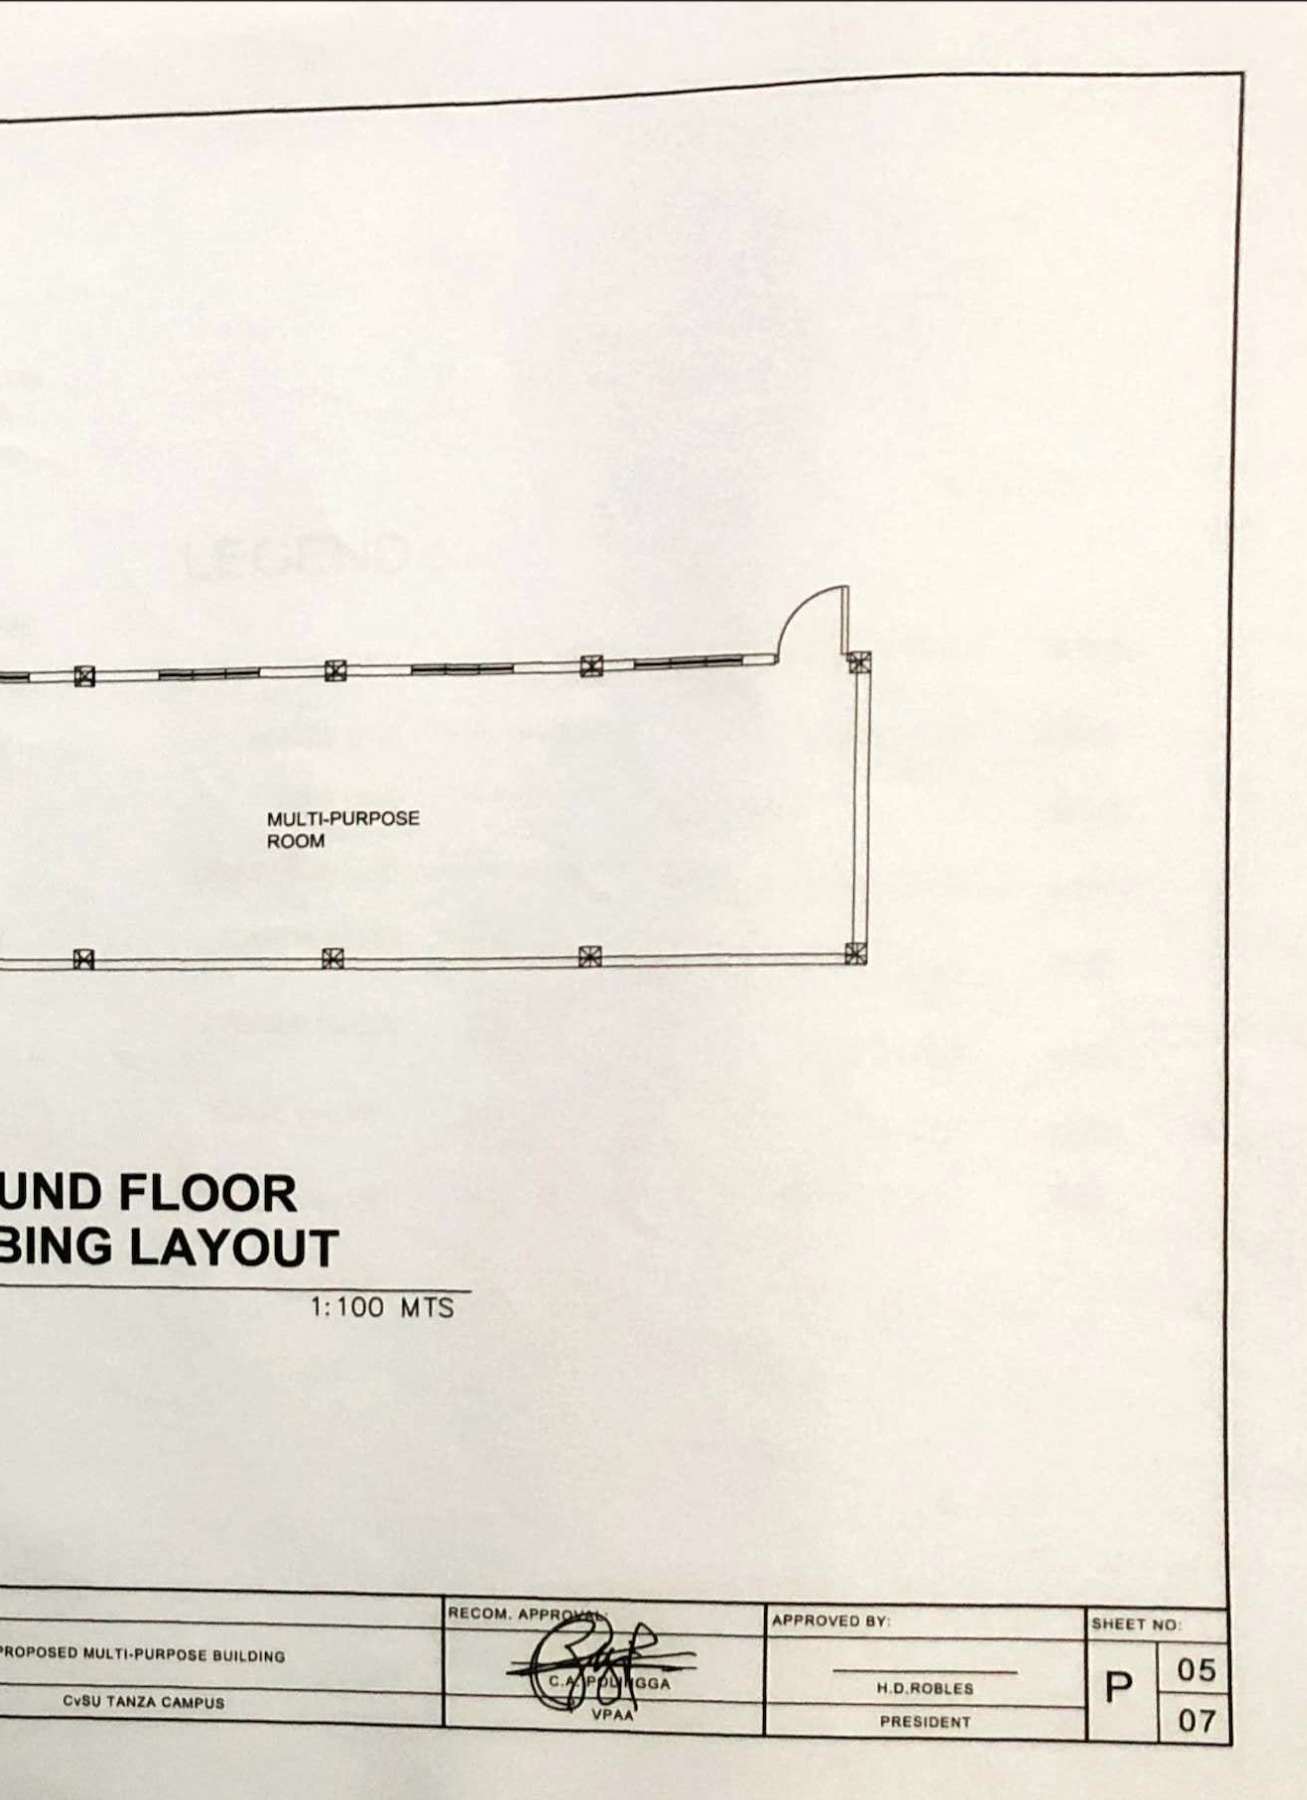 MULTI-PURPOSE
ROOM
UND FLOOR
BING LAYOUT
1:100 MTS
RECOM. APPROVAL:
APPROVED BY:
SHEET NO:
PROPOSED MULTI-PURPOSE BUILDING
C.A. POLINGGA
H.D.ROBLES
P
05
CvSU TANZA CAMPUS
VPAA
PRESIDENT
07